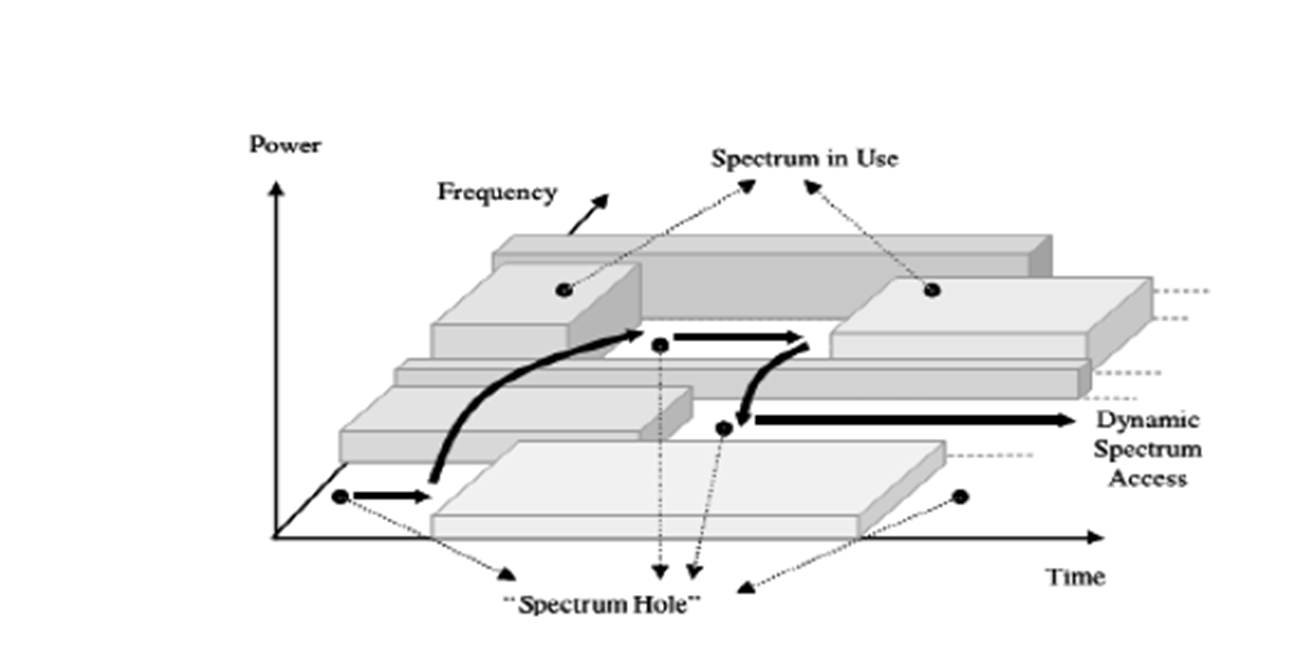 Power
Spectrum in Use
Frequency
Dynamic
Spectrum
Access
Time
"Spectrum Hole"